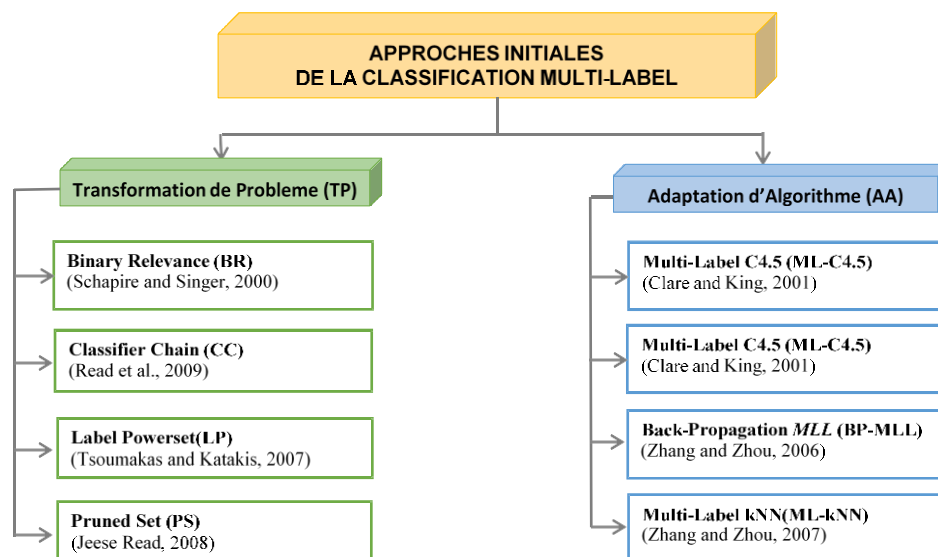 APPROCHES INITIALES
DE LA CLASSIFICATION MULTI-LABEL
Transformation de Probleme (TP)
Binary Relevance (BR)
(Schapire and Singer, 2000)
Classifier Chain (CC)
(Read et al., 2009)
Label Powerset(LP)
(Tsoumakas and Katakis, 2007)
Pruned Set (PS)
(Jeese Read, 2008)
Adaptation d’Algorithme (AA)
Multi-Label C4.5 (ML-C4.5)
(Clare and King, 2001)
Multi-Label C4.5 (ML-C4.5)
(Clare and King, 2001)
Back-Propagation MLL (BP-MLL)
(Zhang and Zhou, 2006)
Multi-Label kNN(ML-kNN)
(Zhang and Zhou, 2007)